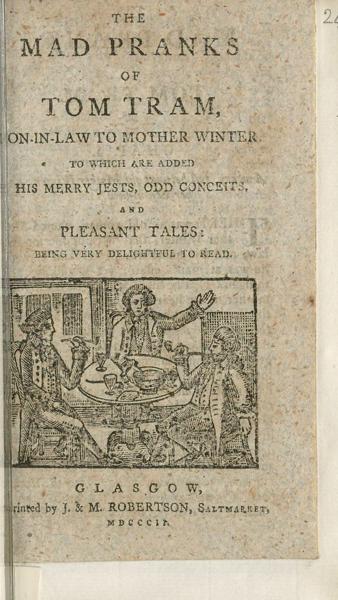 THE
MAD PRANKS
OF
TOM TRAM,
ON-IN-LAW TO MOTHER WINTER.
TO WHICH ARE ADDED
HIS MERRY JESTS, ODD CONCEITS,
AND
PLEASANT TALES:
BEING VERY DELIGHTFUL TO READ.
GLASGOW,
rinted by J. & M. ROBERTSON, SALTMARKET,
MDCCCII.